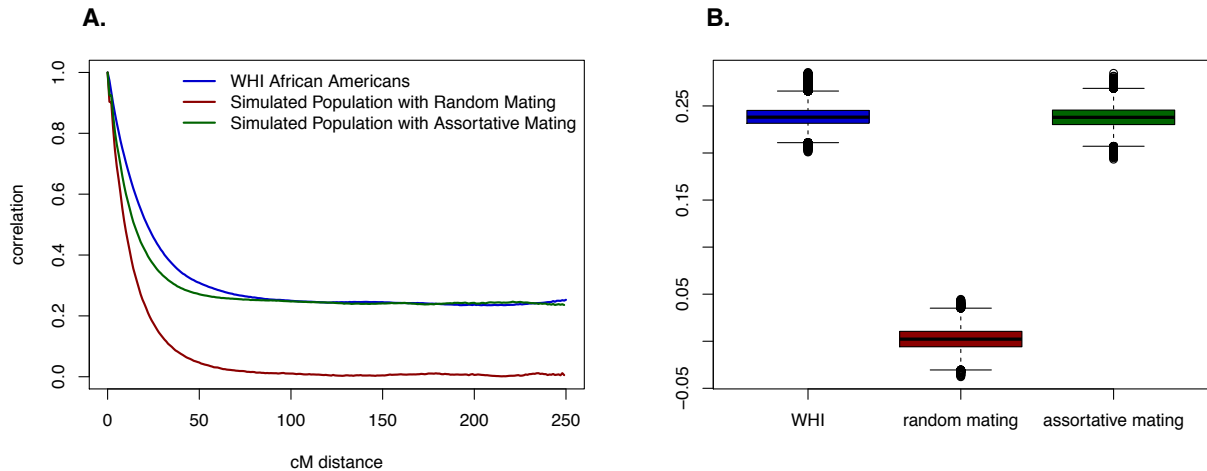 A.
WHI African Americans
Simulated Population with Random Mating
Simulated Population with Assortative Mating
correlation
1.0
0.8
0.6
0.4
0.2
0.0
0 50 100 150 200 250
cM distance
B.
0.25
0.15
0.05
−0.05
WHI random mating assortative mating